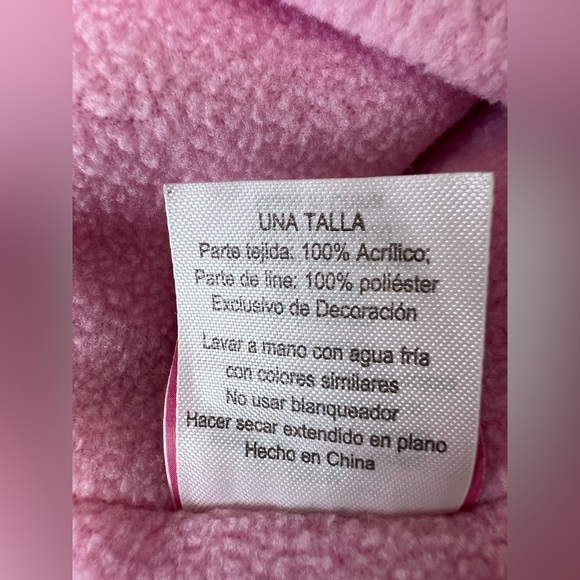 UNA TALLA
Parte tejida: 100% Acrílico;
Parte de line: 100% poliéster
Exclusivo de Decoración
Lavar a mano con agua fría
con colores similares
No usar blanqueador
Hacer secar extendido en plano
Hecho en China